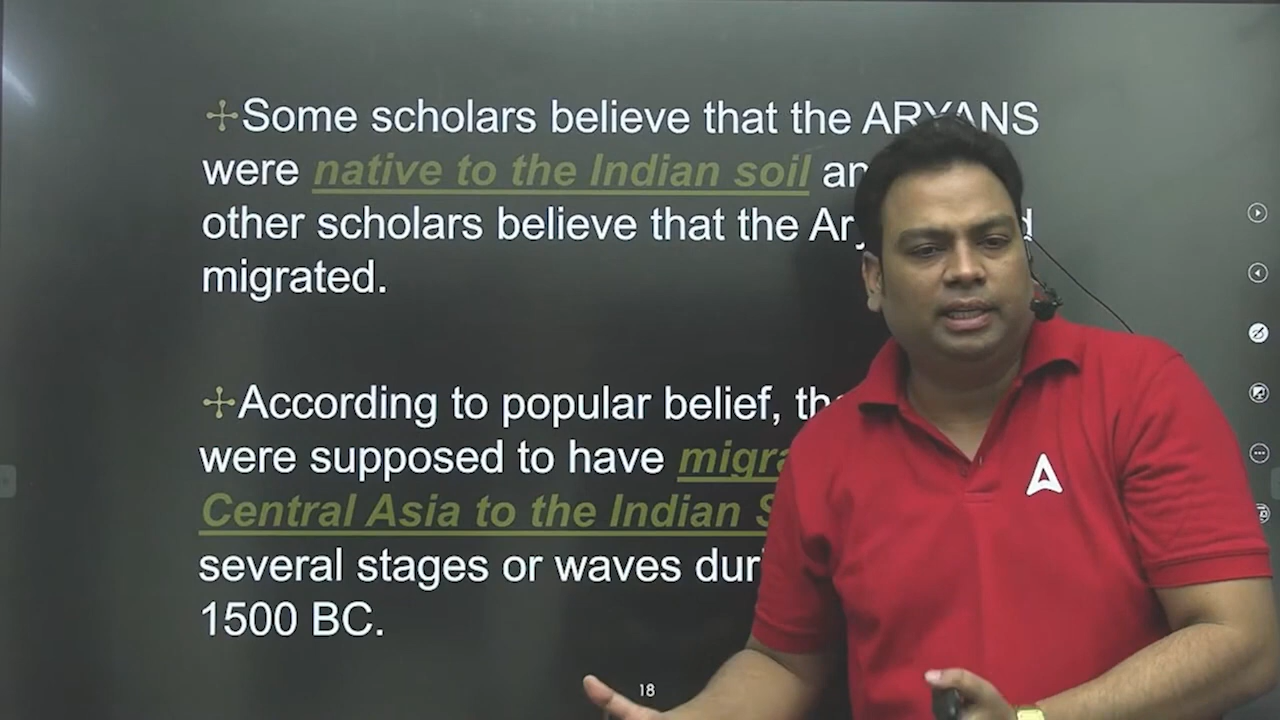 Some scholars believe that the ARYANS
were native to the Indian soil
other scholars believe that the
migrated.
According to popular belief,
were supposed to have
Central Asia to the Indian
several stages or waves
1500 BC.
18
A